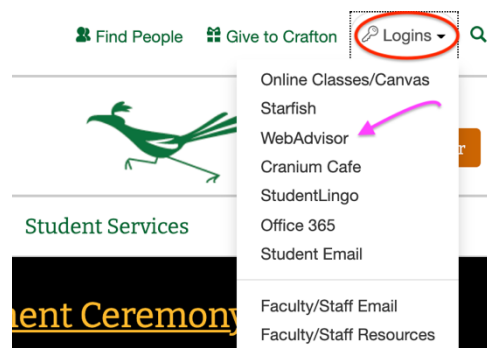 Find People Give to Crafton Logins
Online Classes/Canvas
Starfish
WebAdvisor
Cranium Cafe
StudentLingo
Office 365
Student Email
Student Services
Faculty/Staff Email
Ceremony
Faculty/Staff Resources